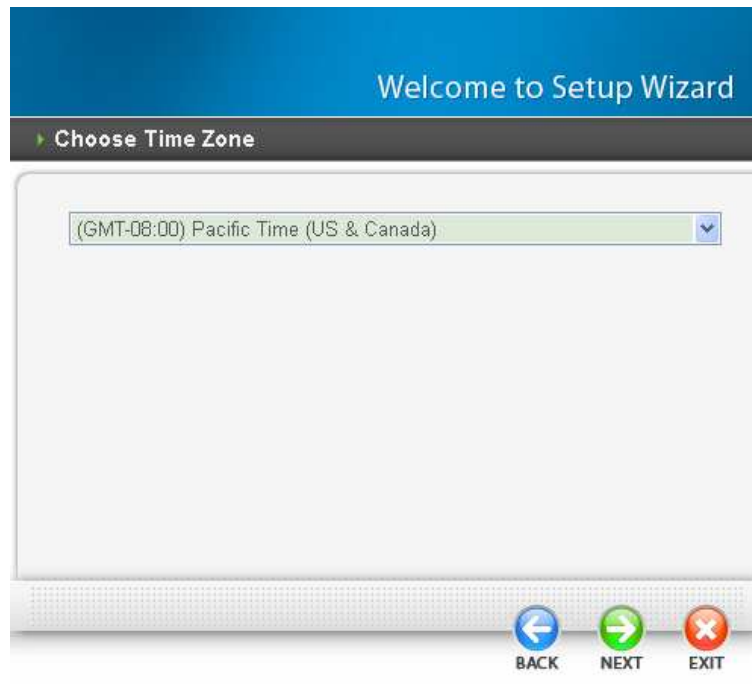 Welcome to Setup Wizard
Choose Time Zone
(GMT-08:00) Pacific Time (US & Canada)
BACK NEXT EXIT